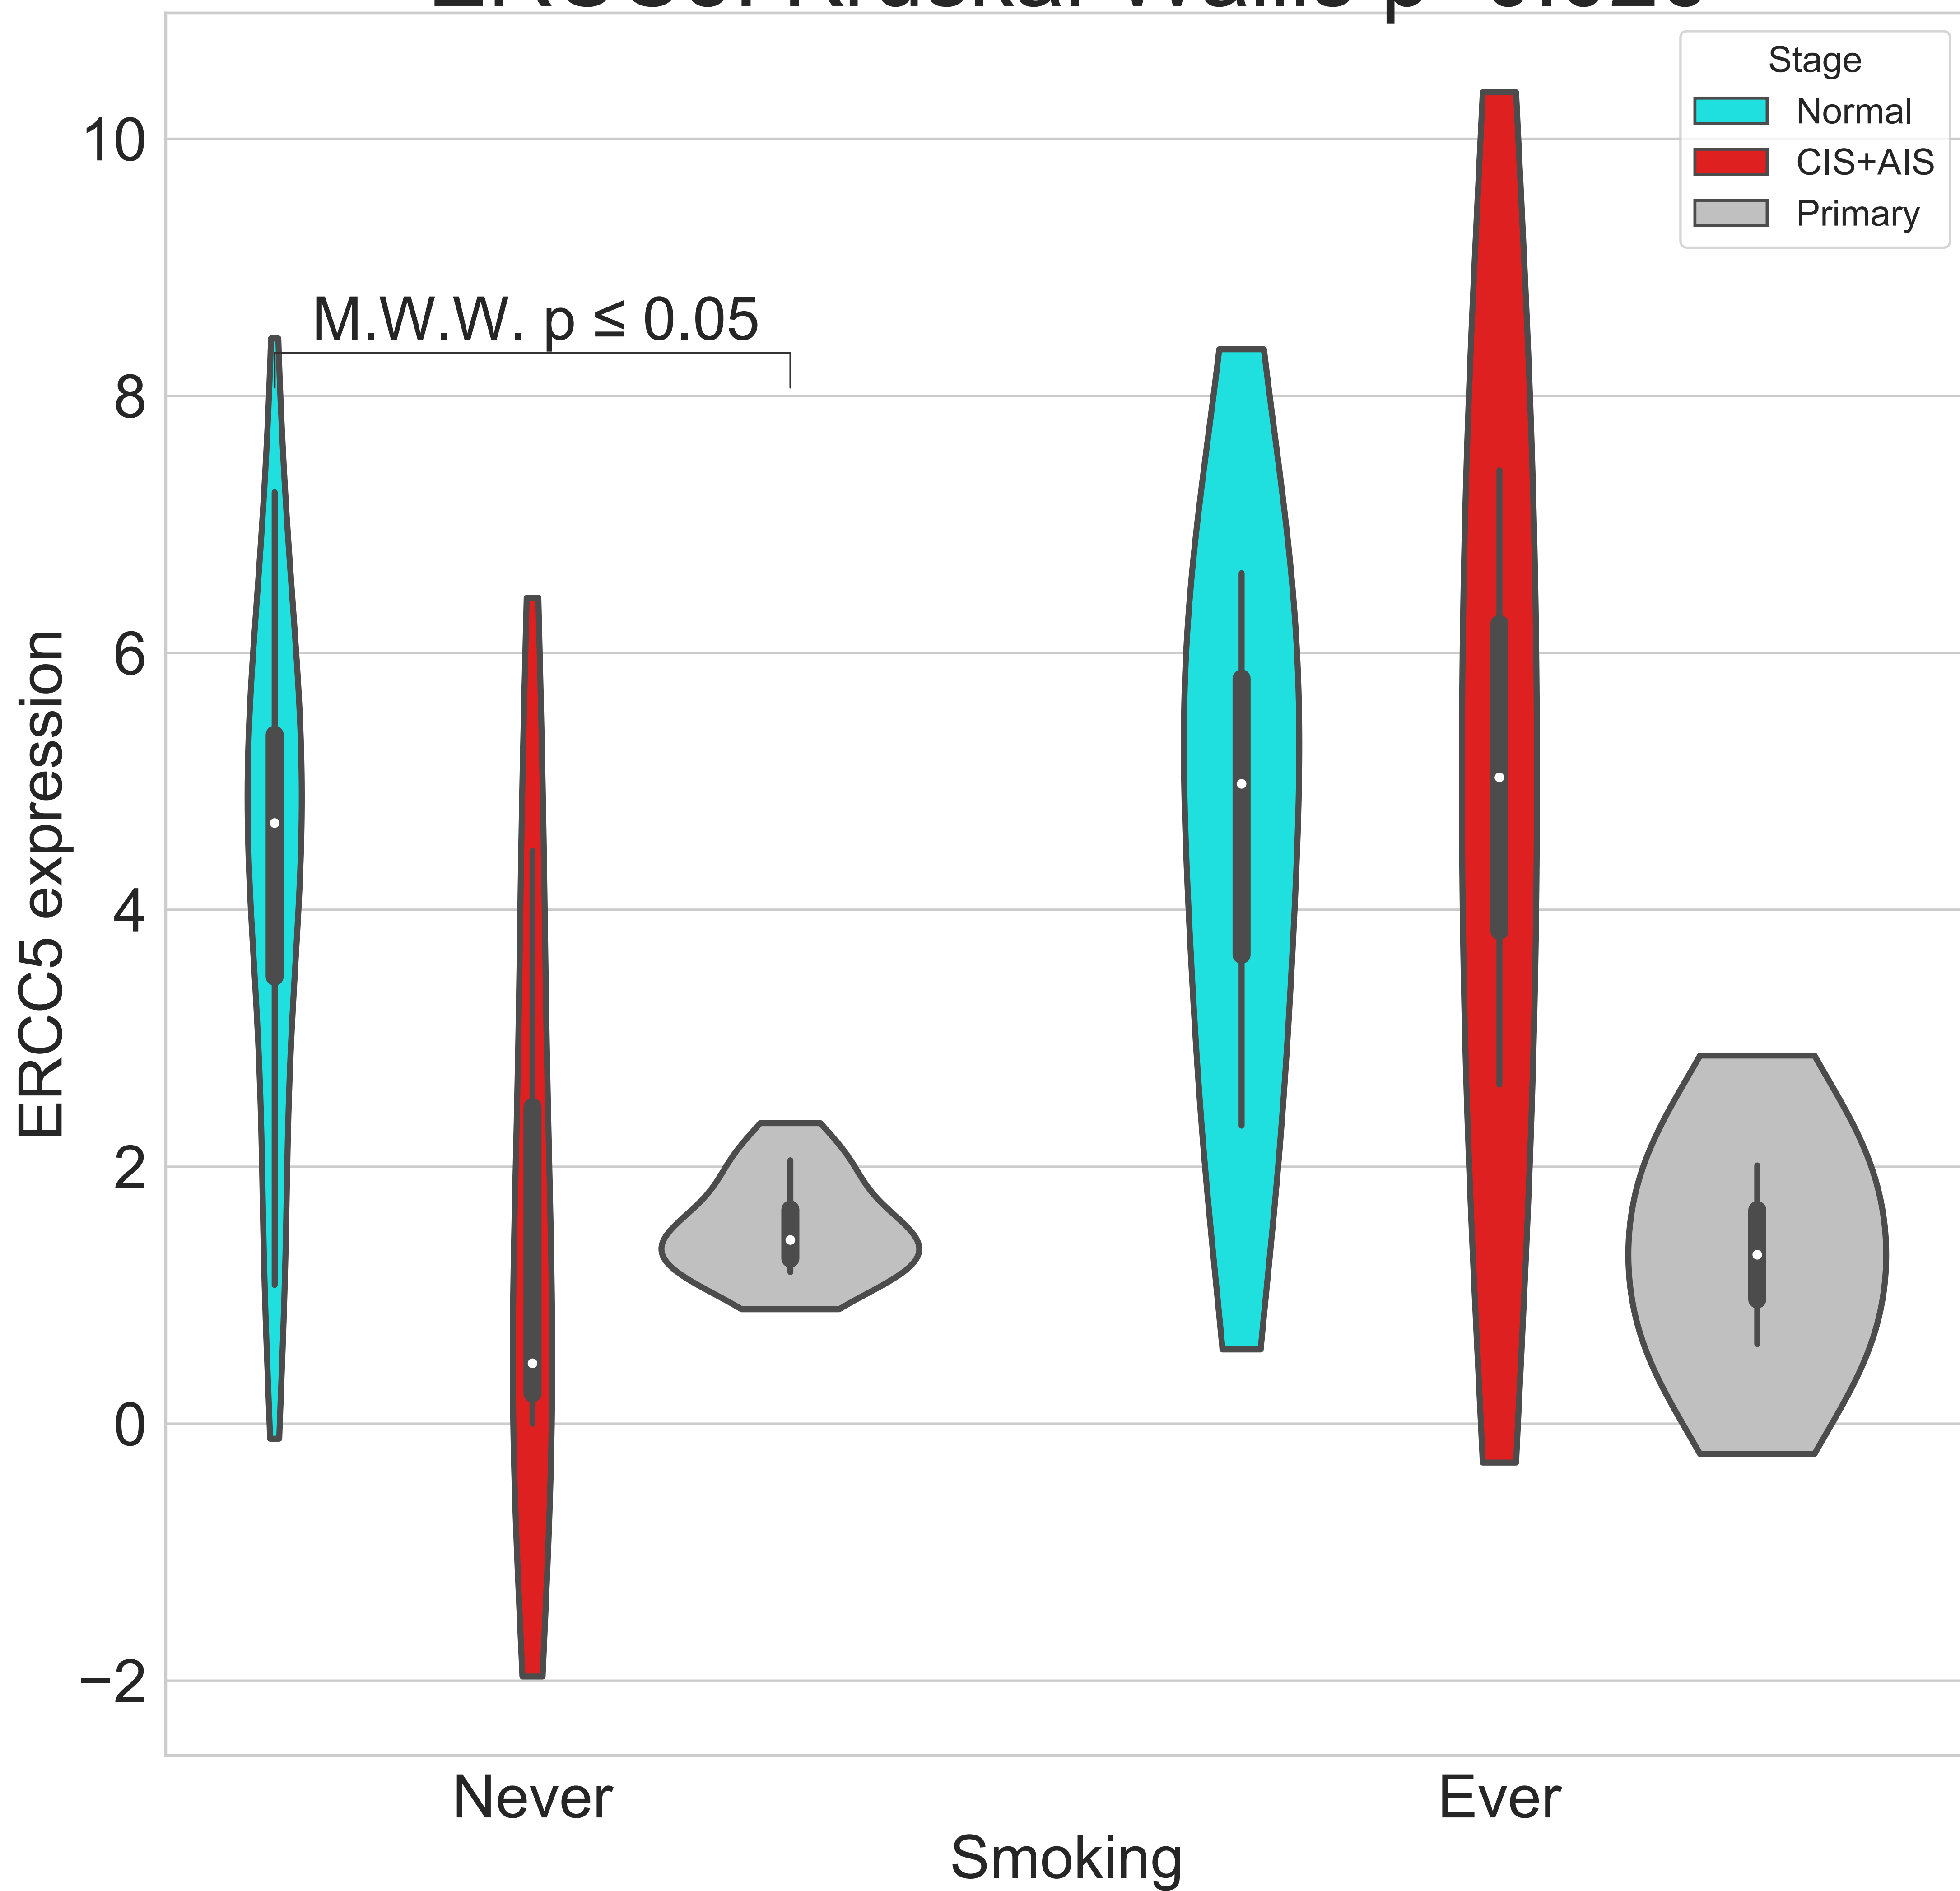 Stage
Normal
CIS+AIS
Primary
M.W.W. p ≤ 0.05
10
8
6
4
2
0
−2
ERCC5 expression
Never
Ever
Smoking